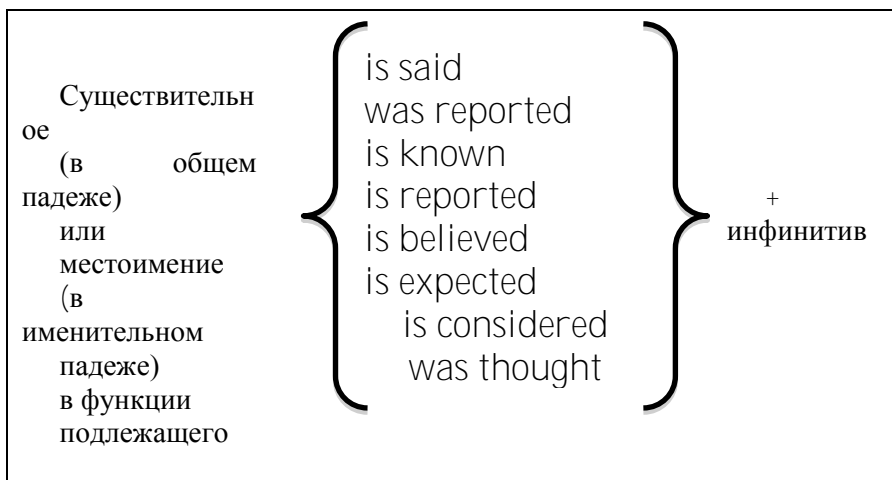 Существительн
ое
(в общем
падеже)
или
местоимение
(в
именительном
падеже)
в функции
подлежащего
is said
was reported
is known
is reported
is believed
is expected
is considered
was thought
+
инфинитив